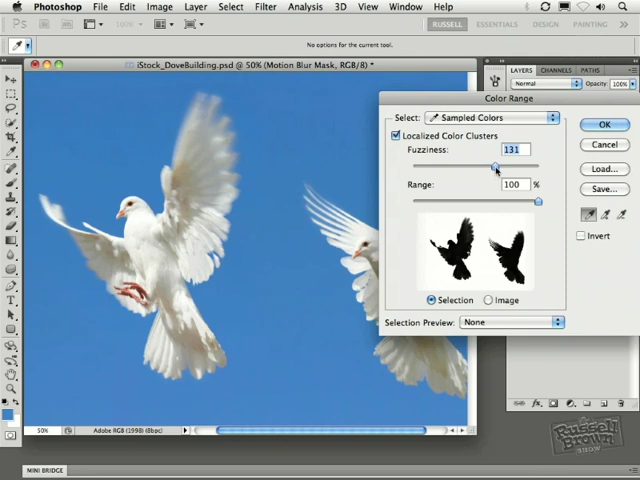 Photoshop File Edit Image Layer Select Filter Analysis 3D View Window Help
Ps 100% RUSSELL ESSENTIALS DESIGN PAINTING
No options for the current tool.
iStock_DoveBuilding.psd @ 50% (Motion Blur Mask, RGB/8) *
LAYERS CHANNELS PATHS
Normal Opacity: 100%
Color Range
Select: Sampled Colors
OK
Localized Color Clusters
Fuzziness: 131
Cancel
Load...
Range: 100 %
Save...
Invert
Selection Image
Selection Preview: None
50% Adobe RGB (1998) (8bpc)
fx
Russell
Brown
SHOW
MINI BRIDGE